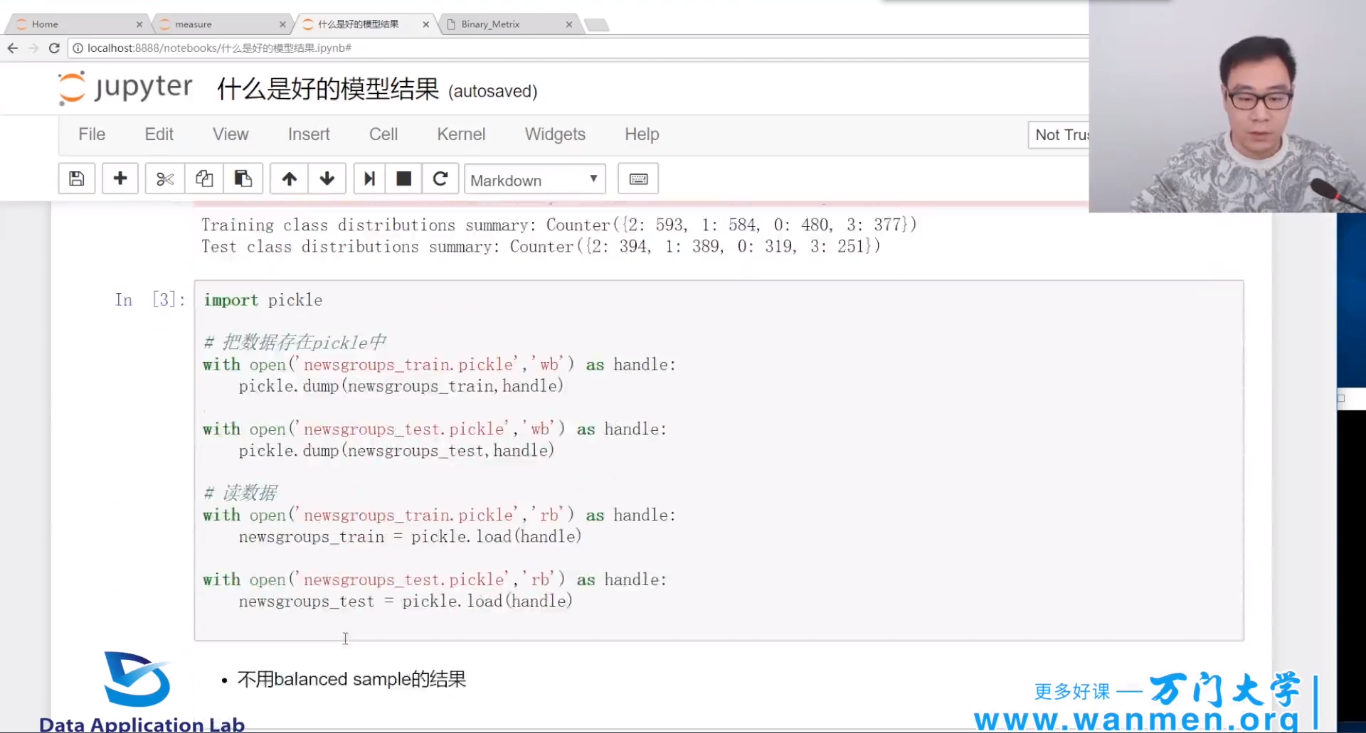 Home
measure
什么是好的模型结果
Binary_Metrix
localhost:8888/notebooks/什么是好的模型结果.ipynb#
jupyter 什么是好的模型结果 (autosaved)
File Edit View Insert Cell Kernel Widgets Help
Not
Markdown
Training class distributions summary: Counter({2: 593, 1: 584, 0: 480, 3: 377})
Test class distributions summary: Counter({2: 394, 1: 389, 0: 319, 3: 251})
In [3]: import pickle
# 把数据存在pickle中
with open('newsgroups_train.pickle','wb') as handle:
pickle.dump(newsgroups_train,handle)
with open('newsgroups_test.pickle','wb') as handle:
pickle.dump(newsgroups_test,handle)
# 读数据
with open('newsgroups_train.pickle','rb') as handle:
newsgroups_train = pickle.load(handle)
with open('newsgroups_test.pickle','rb') as handle:
newsgroups_test = pickle.load(handle)
• 不用balanced sample的结果
Data Application Lab
更多好课 — 万门大学
www.wanmen.org